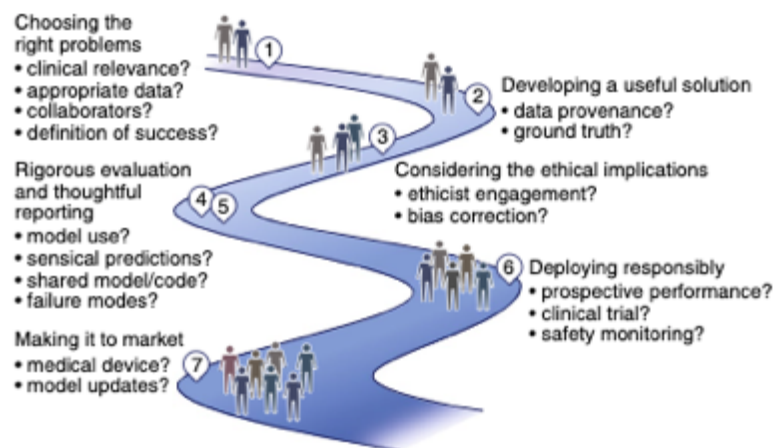 Choosing the
right problems
• clinical relevance?
• appropriate data?
• collaborators?
• definition of success?
1
2
Developing a useful solution
• data provenance?
• ground truth?
3
Considering the ethical implications
• ethicist engagement?
• bias correction?
Rigorous evaluation
and thoughtful
reporting
• model use?
• sensical predictions?
• shared model/code?
• failure modes?
4
5
6
Deploying responsibly
• prospective performance?
• clinical trial?
• safety monitoring?
Making it to market
• medical device?
• model updates?
7